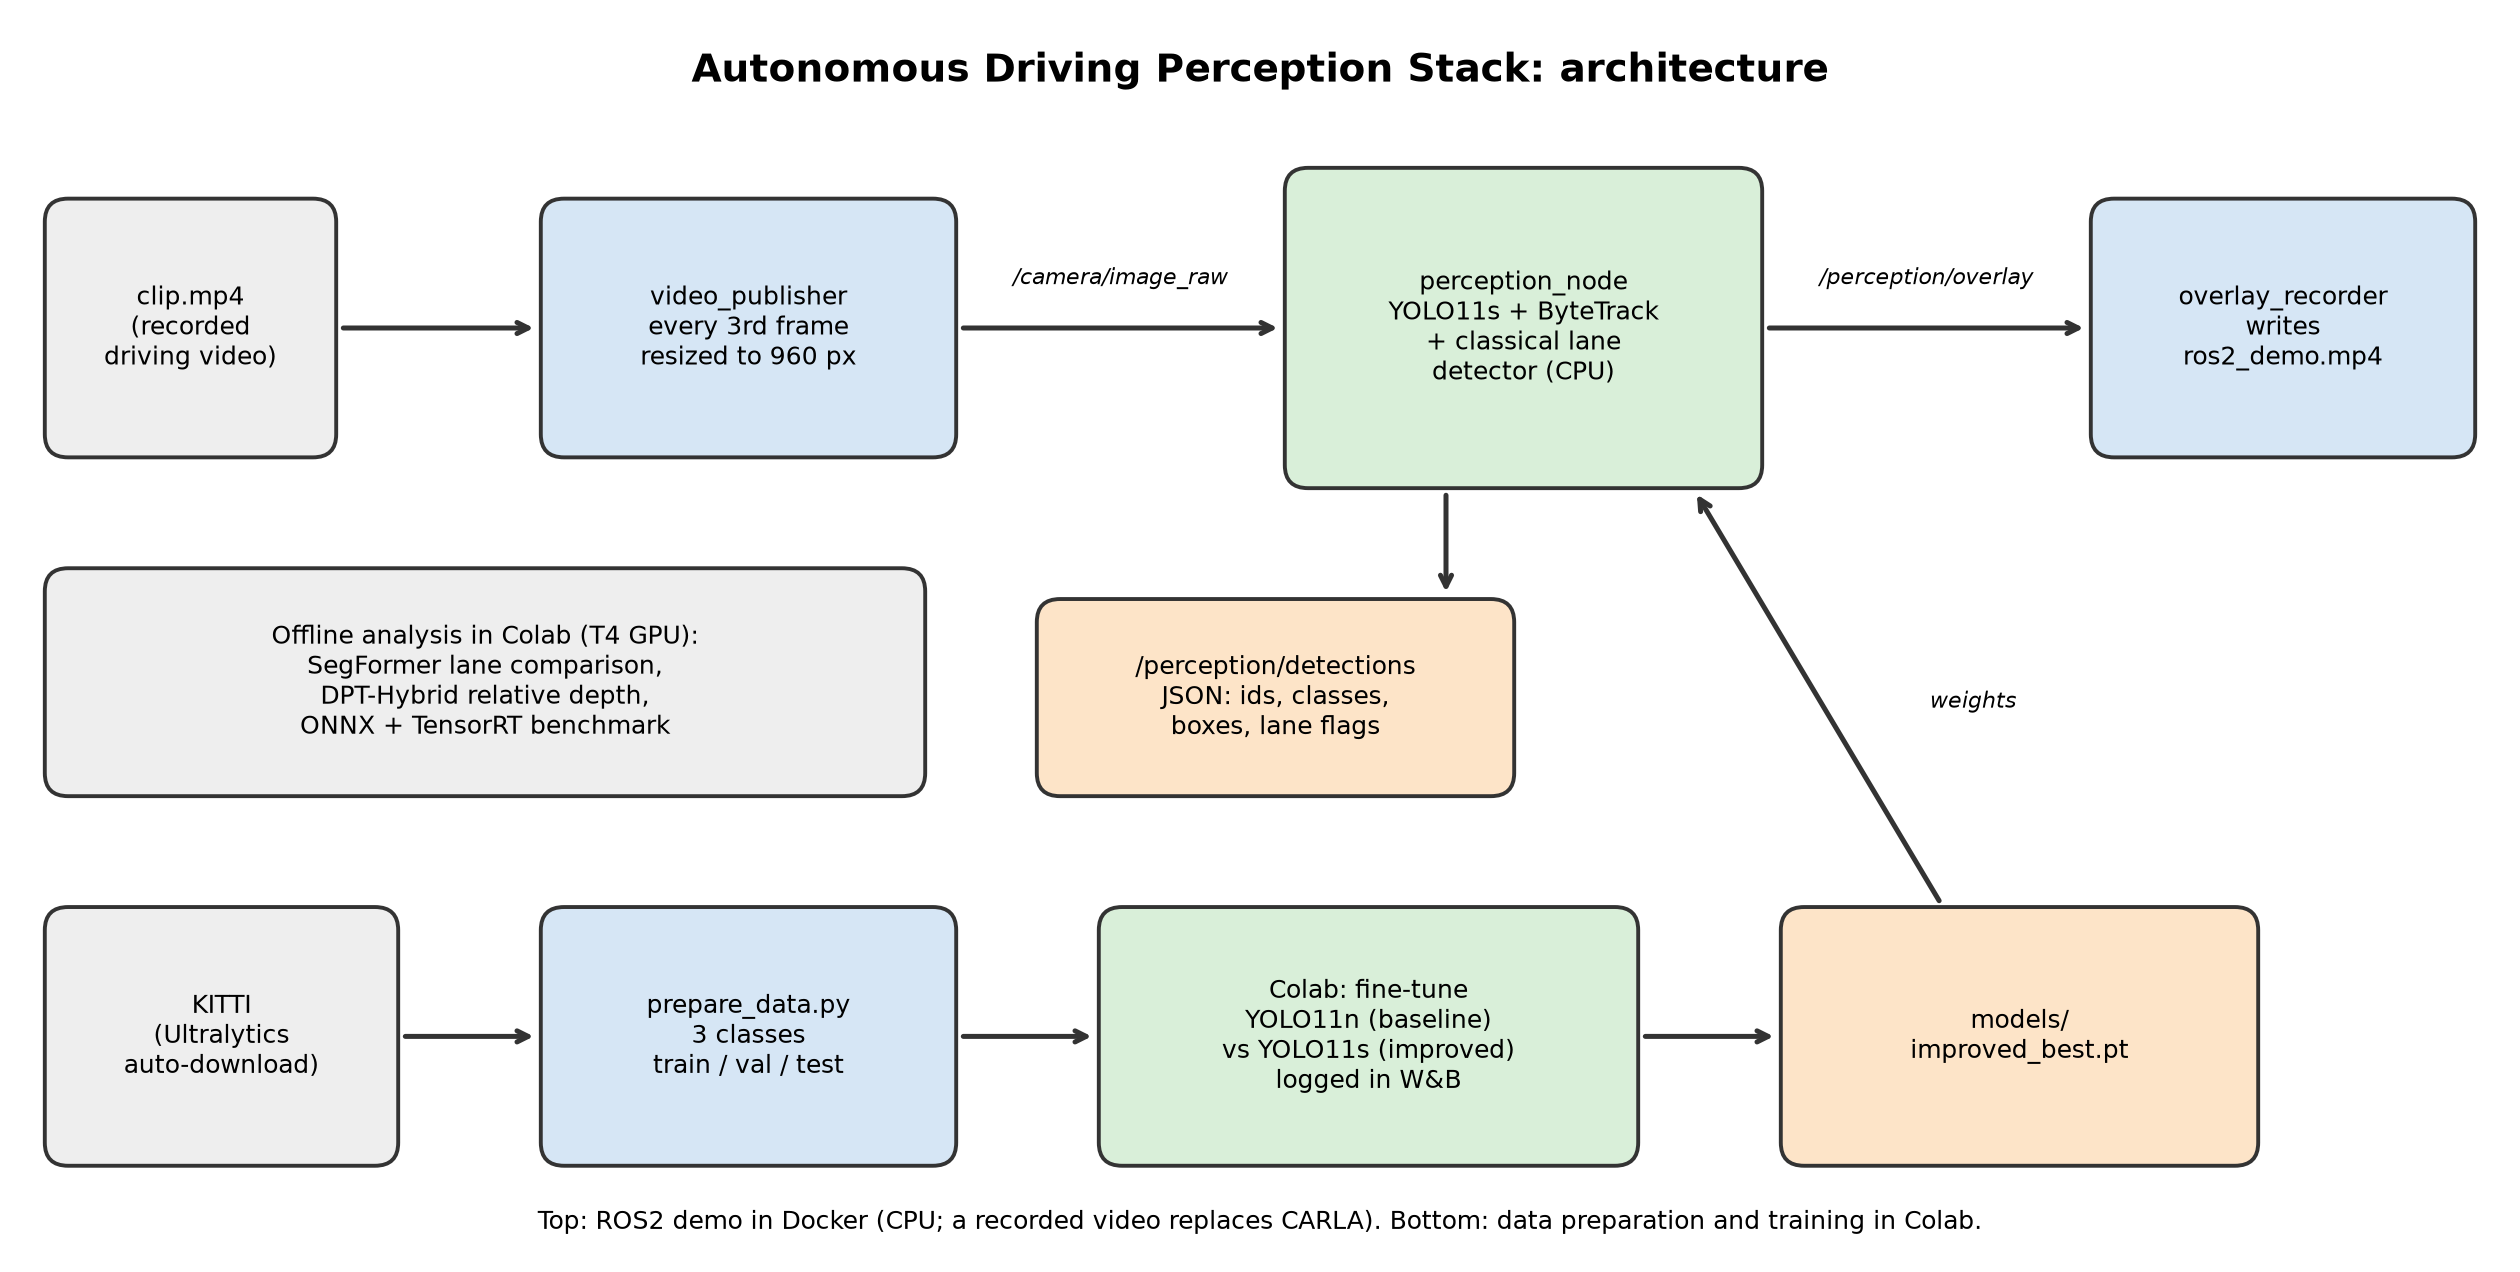 Autonomous Driving Perception Stack: architecture
clip.mp4
(recorded
driving video)
video_publisher
every 3rd frame
resized to 960 px
/camera/image_raw
perception_node
YOLO11s + ByteTrack
+ classical lane
detector (CPU)
/perception/overlay
overlay_recorder
writes
ros2_demo.mp4
Offline analysis in Colab (T4 GPU):
SegFormer lane comparison,
DPT-Hybrid relative depth,
ONNX + TensorRT benchmark
/perception/detections
JSON: ids, classes,
boxes, lane flags
weights
KITTI
(Ultralytics
auto-download)
prepare_data.py
3 classes
train / val / test
Colab: fine-tune
YOLO11n (baseline)
vs YOLO11s (improved)
logged in W&B
models/
improved_best.pt
Top: ROS2 demo in Docker (CPU; a recorded video replaces CARLA). Bottom: data preparation and training in Colab.